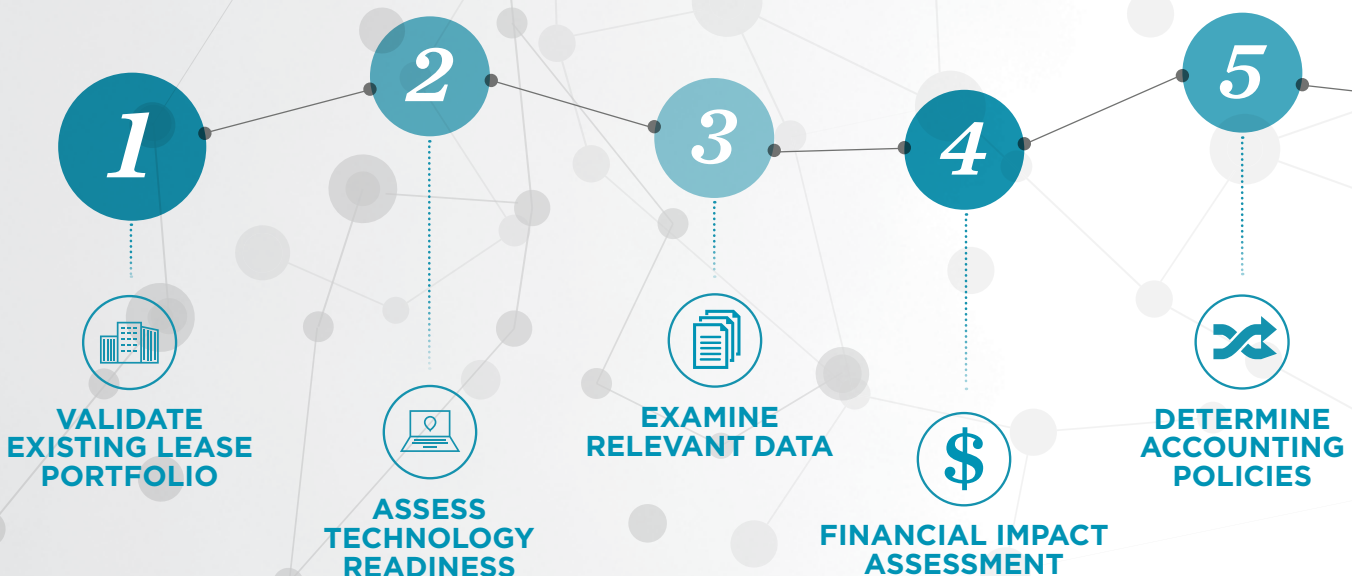 1
VALIDATE
EXISTING LEASE
PORTFOLIO
2
ASSESS
TECHNOLOGY
READINESS
3
EXAMINE
RELEVANT DATA
4
$
FINANCIAL IMPACT
ASSESSMENT
5
DETERMINE
ACCOUNTING
POLICIES